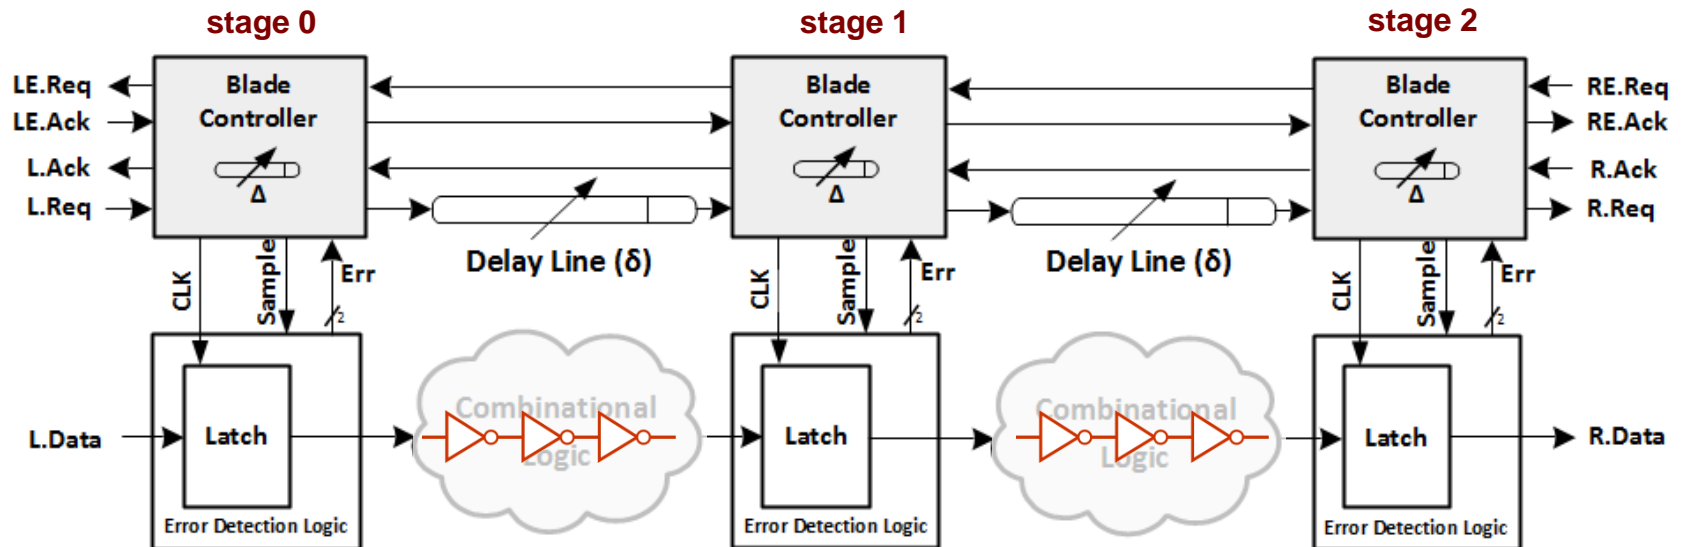 stage 0
stage 1
stage 2
LE.Req
LE.Ack
L.Ack
L.Req
Blade
Controller
Δ
Blade
Controller
Δ
Blade
Controller
Δ
RE.Req
RE.Ack
R.Ack
R.Req
Delay Line (δ)
Delay Line (δ)
CLK
Sample
Err
2
CLK
Sample
Err
2
CLK
Sample
Err
2
L.Data
Latch
Error Detection Logic
Combinational
Logic
Latch
Error Detection Logic
Combinational
Logic
Latch
Error Detection Logic
R.Data